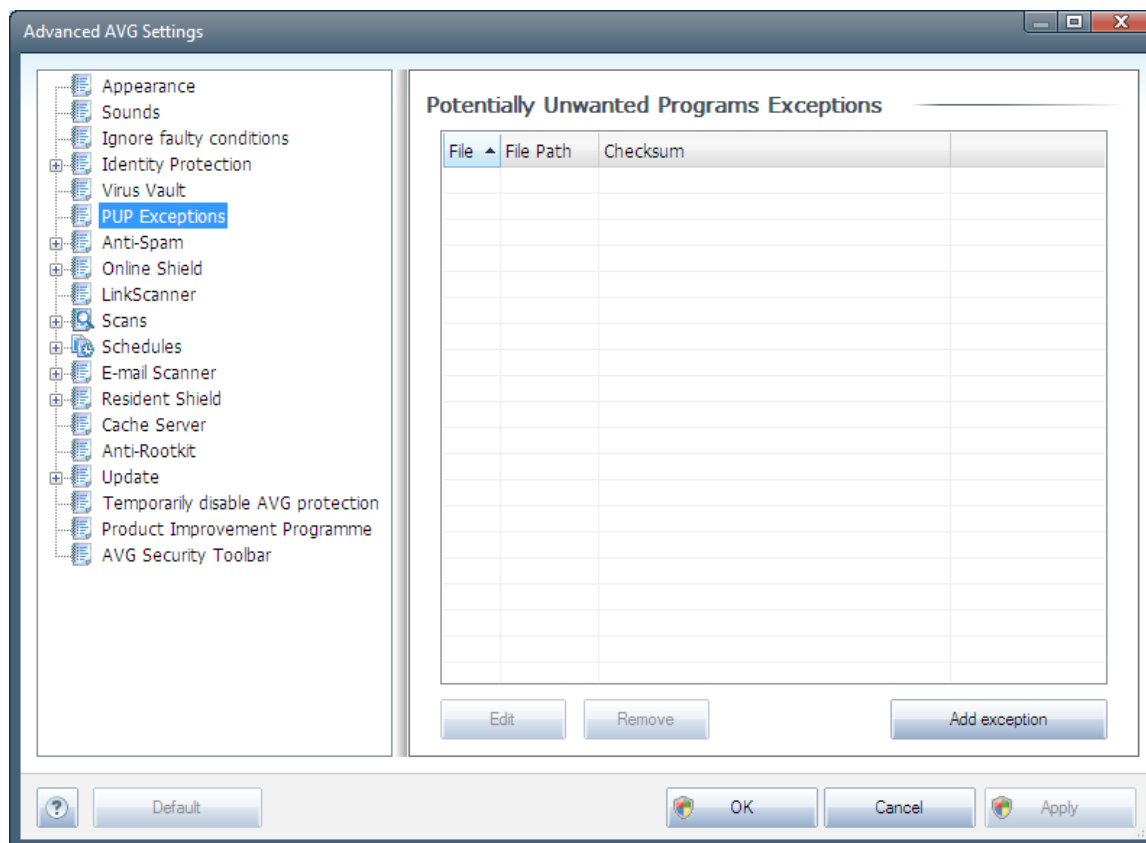 Advanced AVG Settings
Appearance
Sounds
Ignore faulty conditions
Identity Protection
Virus Vault
PUP Exceptions
Anti-Spam
Online Shield
LinkScanner
Scans
Schedules
E-mail Scanner
Resident Shield
Cache Server
Anti-Rootkit
Update
Temporarily disable AVG protection
Product Improvement Programme
AVG Security Toolbar
Potentially Unwanted Programs Exceptions
File File Path Checksum
Edit Remove Add exception
? Default OK Cancel Apply